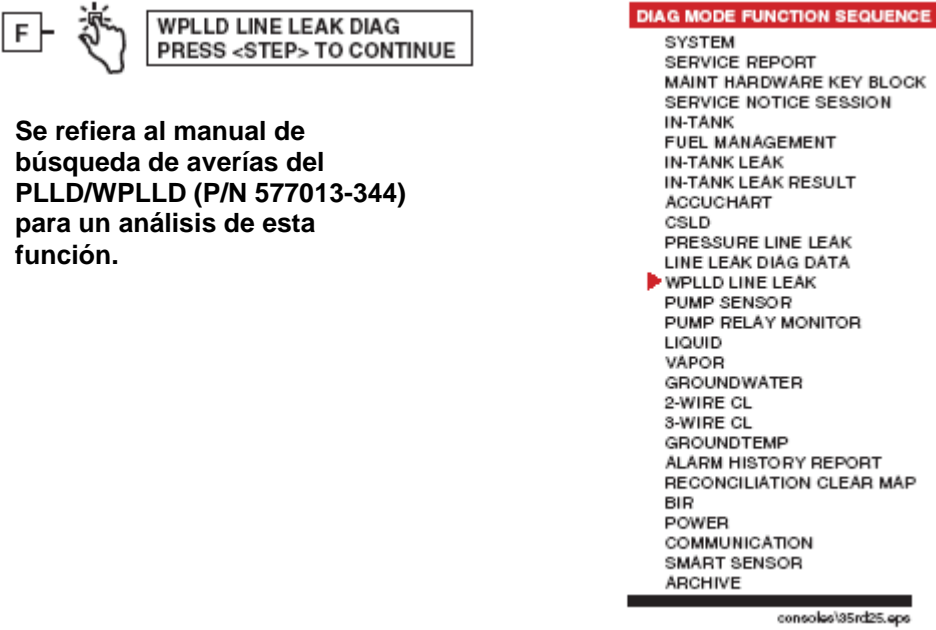 F
WPLLD LINE LEAK DIAG
PRESS <STEP> TO CONTINUE
Se refiera al manual de
búsqueda de averías del
PLLD/WPLLD (P/N 577013-344)
para un análisis de esta
función.
DIAG MODE FUNCTION SEQUENCE
SYSTEM
SERVICE REPORT
MAINT HARDWARE KEY BLOCK
SERVICE NOTICE SESSION
IN-TANK
FUEL MANAGEMENT
IN-TANK LEAK
IN-TANK LEAK RESULT
ACCUCHART
CSLD
PRESSURE LINE LEAK
LINE LEAK DIAG DATA
WPLLD LINE LEAK
PUMP SENSOR
PUMP RELAY MONITOR
LIQUID
VAPOR
GROUNDWATER
2-WIRE CL
3-WIRE CL
GROUNDTEMP
ALARM HISTORY REPORT
RECONCILIATION CLEAR MAP
BIR
POWER
COMMUNICATION
SMART SENSOR
ARCHIVE
consoles\35rd25.eps